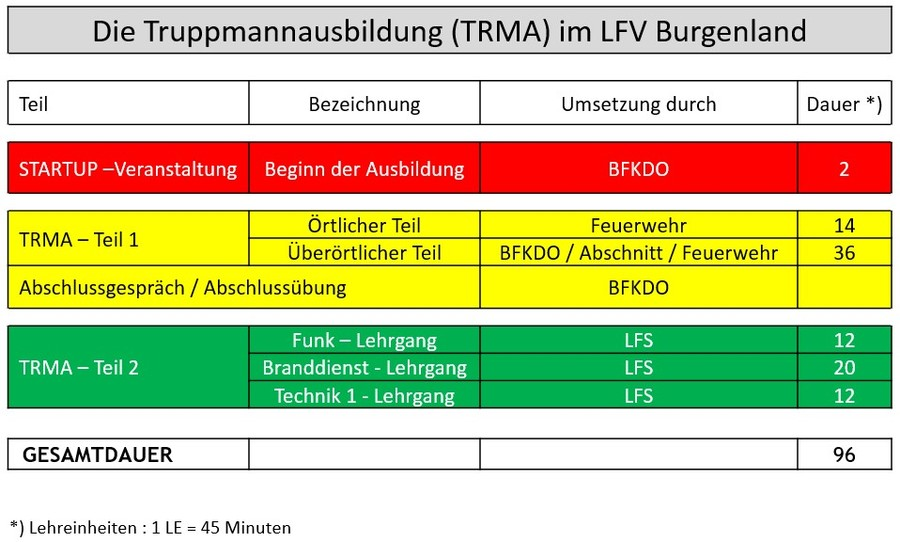 Die Truppmannausbildung (TRMA) im LFV Burgenland
Teil Bezeichnung Umsetzung durch Dauer *)
STARTUP –Veranstaltung Beginn der Ausbildung BFKDO 2
TRMA – Teil 1
Örtlicher Teil Feuerwehr 14
Überörtlicher Teil BFKDO / Abschnitt / Feuerwehr 36
Abschlussgespräch / Abschlussübung BFKDO
TRMA – Teil 2
Funk – Lehrgang LFS 12
Branddienst - Lehrgang LFS 20
Technik 1 - Lehrgang LFS 12
GESAMTDAUER 96
*) Lehreinheiten : 1 LE = 45 Minuten